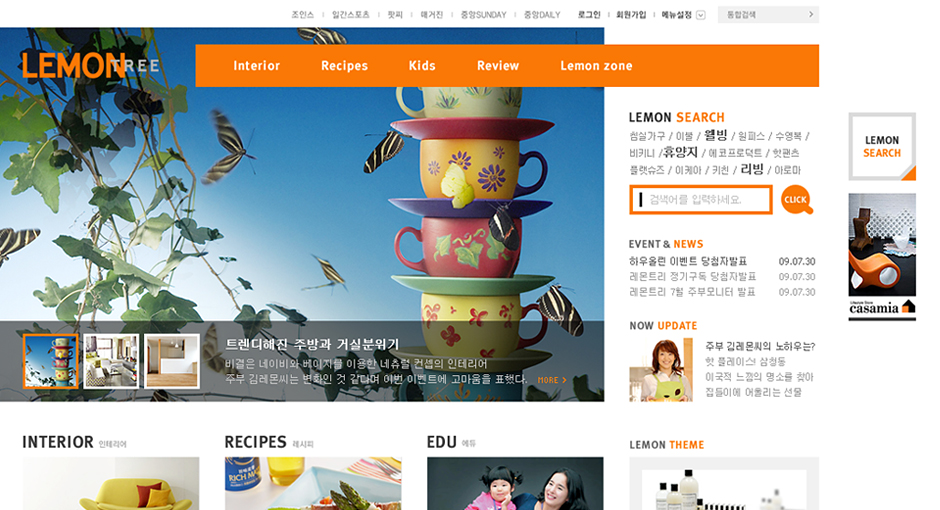 조인스 일간스포츠 팟찌 매거진 중앙SUNDAY 중앙DAILY 로그인 회원가입 메뉴설정 통합검색
LEMONTREE
Interior Recipes Kids Review Lemon zone
LEMON SEARCH
침실가구 / 이불 / 웰빙 / 원피스 / 수영복 /
비키니 / 휴양지 / 에코프로덕트 / 핫팬츠
플랫슈즈 / 이케아 / 키친 / 리빙 / 아로마
검색어를 입력하세요. CLICK
EVENT & NEWS
하우올린 이벤트 당첨자발표 09.07.30
레몬트리 정기구독 당첨자발표 09.07.30
레몬트리 7월 주부모니터 발표 09.07.30
NOW UPDATE
주부 김레몬씨의 노하우는?
핫 플레이스! 삼청동
이국적 느낌의 명소를 찾아
집들이에 어울리는 선물
트렌디해진 주방과 거실분위기
비결은 네이비와 베이지를 이용한 네츄럴 컨셉의 인테리어
주부 김레몬씨는 변화인 것 같다며 이번 이벤트에 고마움을 표했다. MORE
LEMON
SEARCH
Lifestyle Store
casamia
INTERIOR 인테리어
RECIPES 레시피
EDU 에듀
LEMON THEME
RICH M